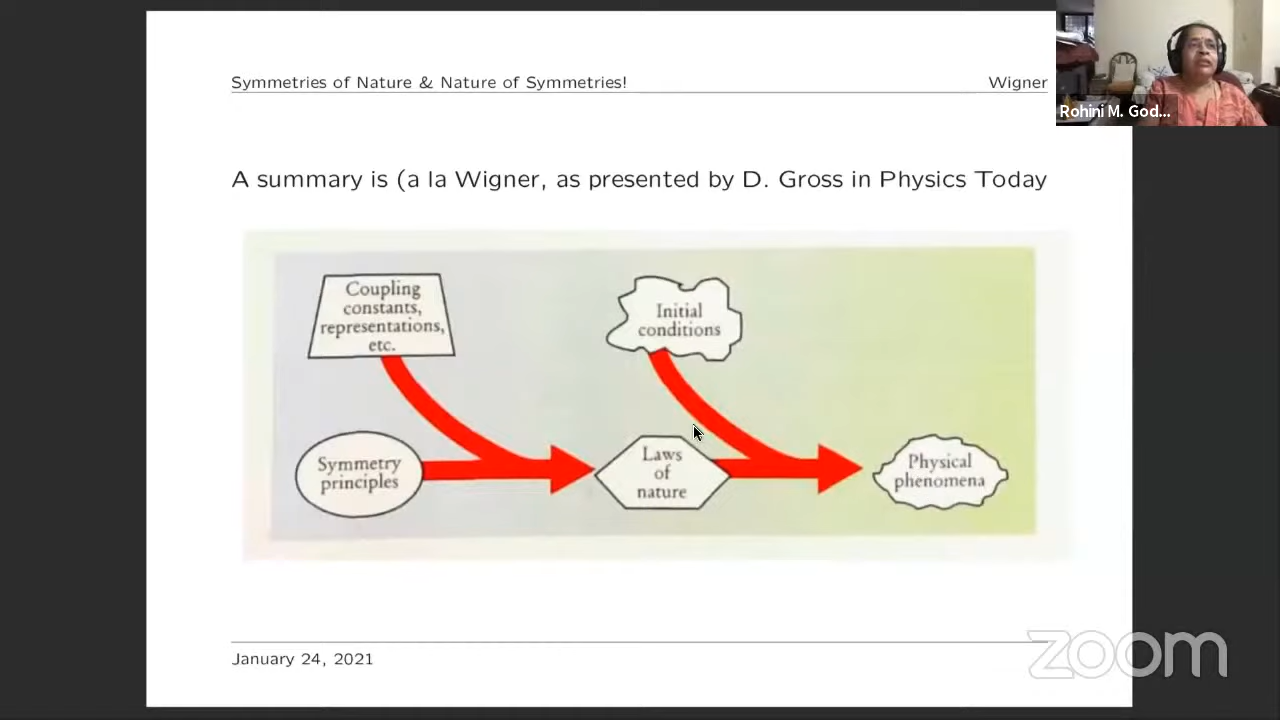 Symmetries of Nature & Nature of Symmetries!
Wigner
Rohini M. God...
A summary is (a la Wigner, as presented by D. Gross in Physics Today
Coupling
constants,
representations,
etc.
Initial
conditions
Symmetry
principles
Laws
of
nature
Physical
phenomena
January 24, 2021
zoom